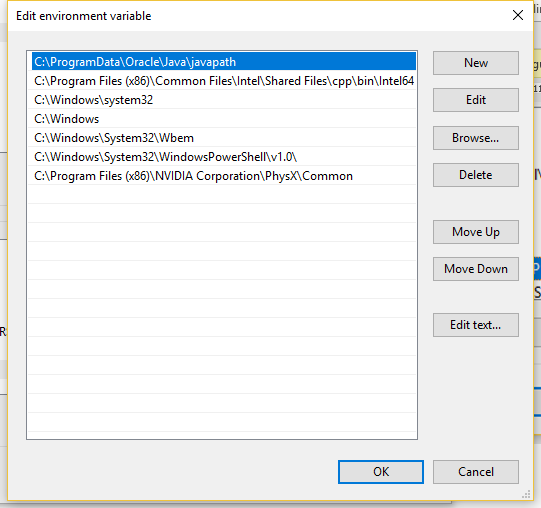 Edit environment variable
C:\ProgramData\Oracle\Java\javapath
C:\Program Files (x86)\Common Files\Intel\Shared Files\cpp\bin\Intel64
C:\Windows\system32
C:\Windows
C:\Windows\System32\Wbem
C:\Windows\System32\WindowsPowerShell\v1.0\
C:\Program Files (x86)\NVIDIA Corporation\PhysX\Common
New
Edit
Browse...
Delete
Move Up
Move Down
Edit text...
OK
Cancel